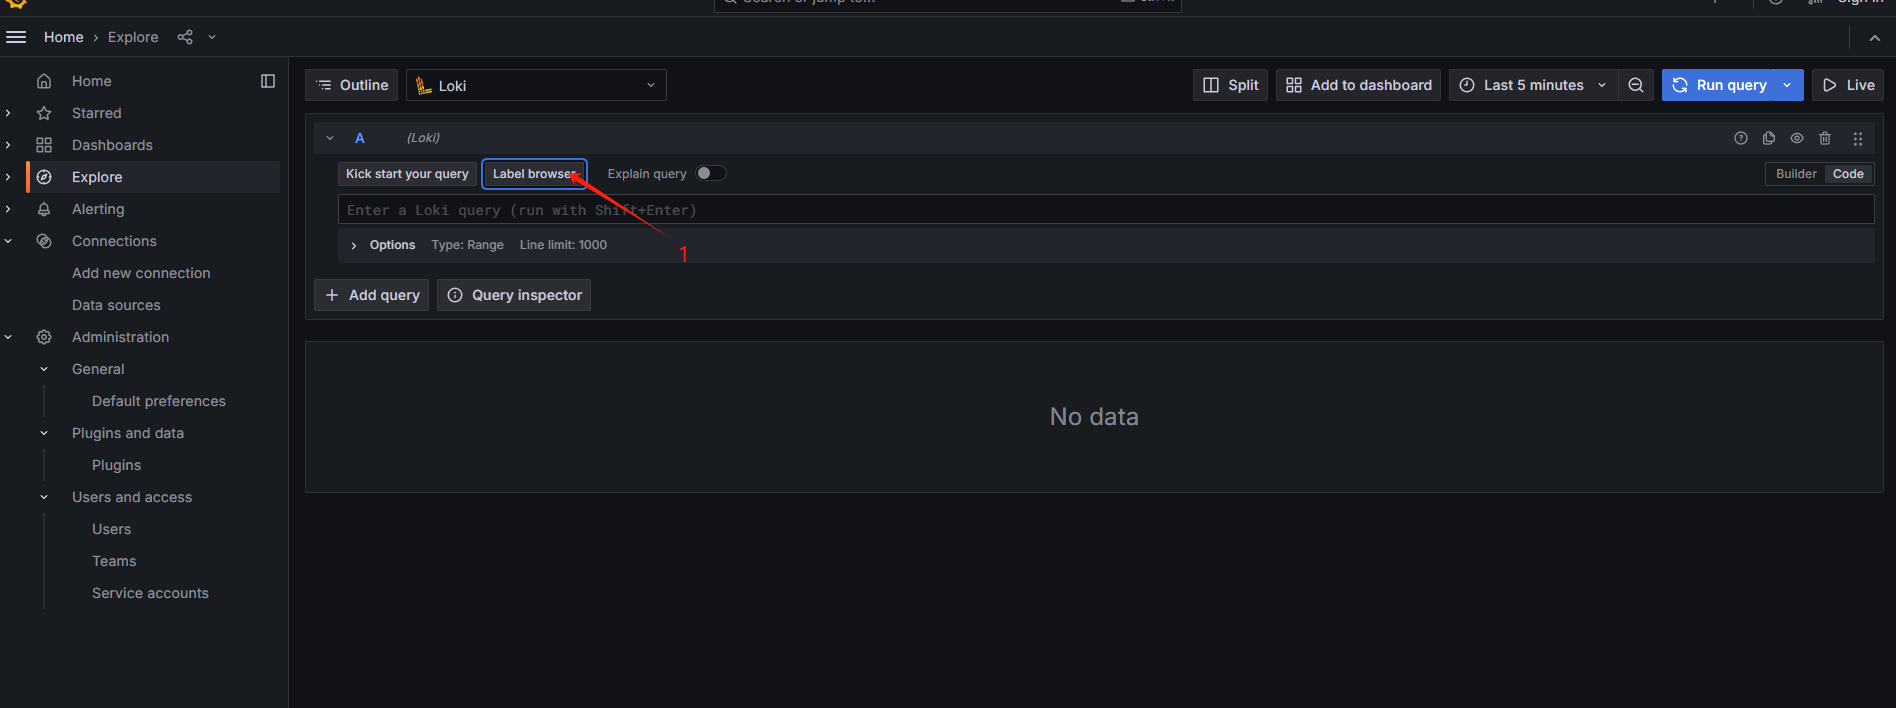 Home › Explore
Home
Starred
Dashboards
Explore
Alerting
Connections
Add new connection
Data sources
Administration
General
Default preferences
Plugins and data
Plugins
Users and access
Users
Teams
Service accounts
Outline Loki Split Add to dashboard Last 5 minutes Run query Live
A (Loki)
Kick start your query Label browser Explain query Builder Code
Enter a Loki query (run with Shift+Enter)
Options Type: Range Line limit: 1000
1
+ Add query Query inspector
No data